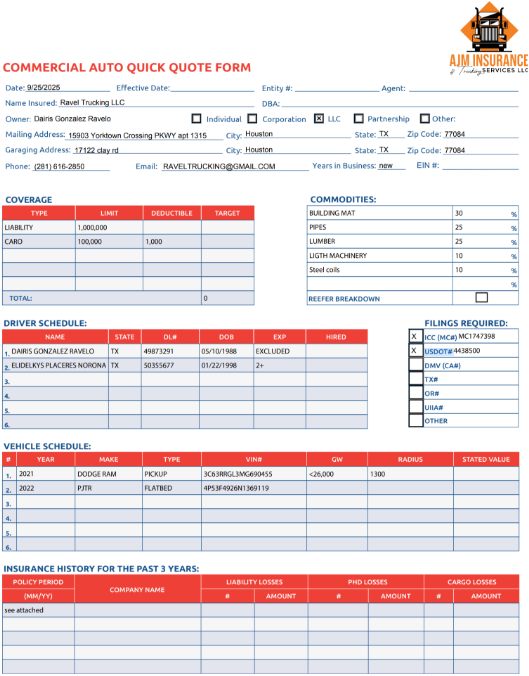 AJM INSURANCE
& Trucking SERVICES LLC
COMMERCIAL AUTO QUICK QUOTE FORM
Date: 9/25/2025 Effective Date: Entity #: Agent:
Name Insured: Ravel Trucking LLC DBA:
Owner: Dairis Gonzalez Ravelo Individual Corporation X LLC Partnership Other:
Mailing Address: 15903 Yorktown Crossing PKWY apt 1315 City: Houston State: TX Zip Code: 77084
Garaging Address: 17122 clay rd City: Houston State: TX Zip Code: 77084
Phone: (281) 616-2850 Email: RAVELTRUCKING@GMAIL.COM Years in Business: new EIN #:
COVERAGE
TYPE LIMIT DEDUCTIBLE TARGET
LIABILITY 1,000,000
CARO 100,000 1,000
TOTAL: 0
COMMODITIES:
BUILDING MAT 30 %
PIPES 25 %
LUMBER 25 %
LIGTH MACHINERY 10 %
Steel coils 10 %
%
REEFER BREAKDOWN
DRIVER SCHEDULE:
NAME STATE DL# DOB EXP HIRED
1. DAIRIS GONZALEZ RAVELO TX 49873291 05/10/1988 EXCLUDED
2. ELIDELKYS PLACERES NORONA TX 50355677 01/22/1998 2+
3.
4.
5.
6.
FILINGS REQUIRED:
X ICC (MC#) MC1747398
X USDOT# 4438500
DMV (CA#)
TX#
OR#
UIIA#
OTHER
VEHICLE SCHEDULE:
# YEAR MAKE TYPE VIN# GW RADIUS STATED VALUE
1. 2021 DODGE RAM PICKUP 3C63RRGL3MG690455 <26,000 1300
2. 2022 PJTR FLATBED 4P53F4926N1369119
3.
4.
5.
6.
INSURANCE HISTORY FOR THE PAST 3 YEARS:
POLICY PERIOD (MM/YY) COMPANY NAME LIABILITY LOSSES PHD LOSSES CARGO LOSSES
# AMOUNT # AMOUNT # AMOUNT
see attached